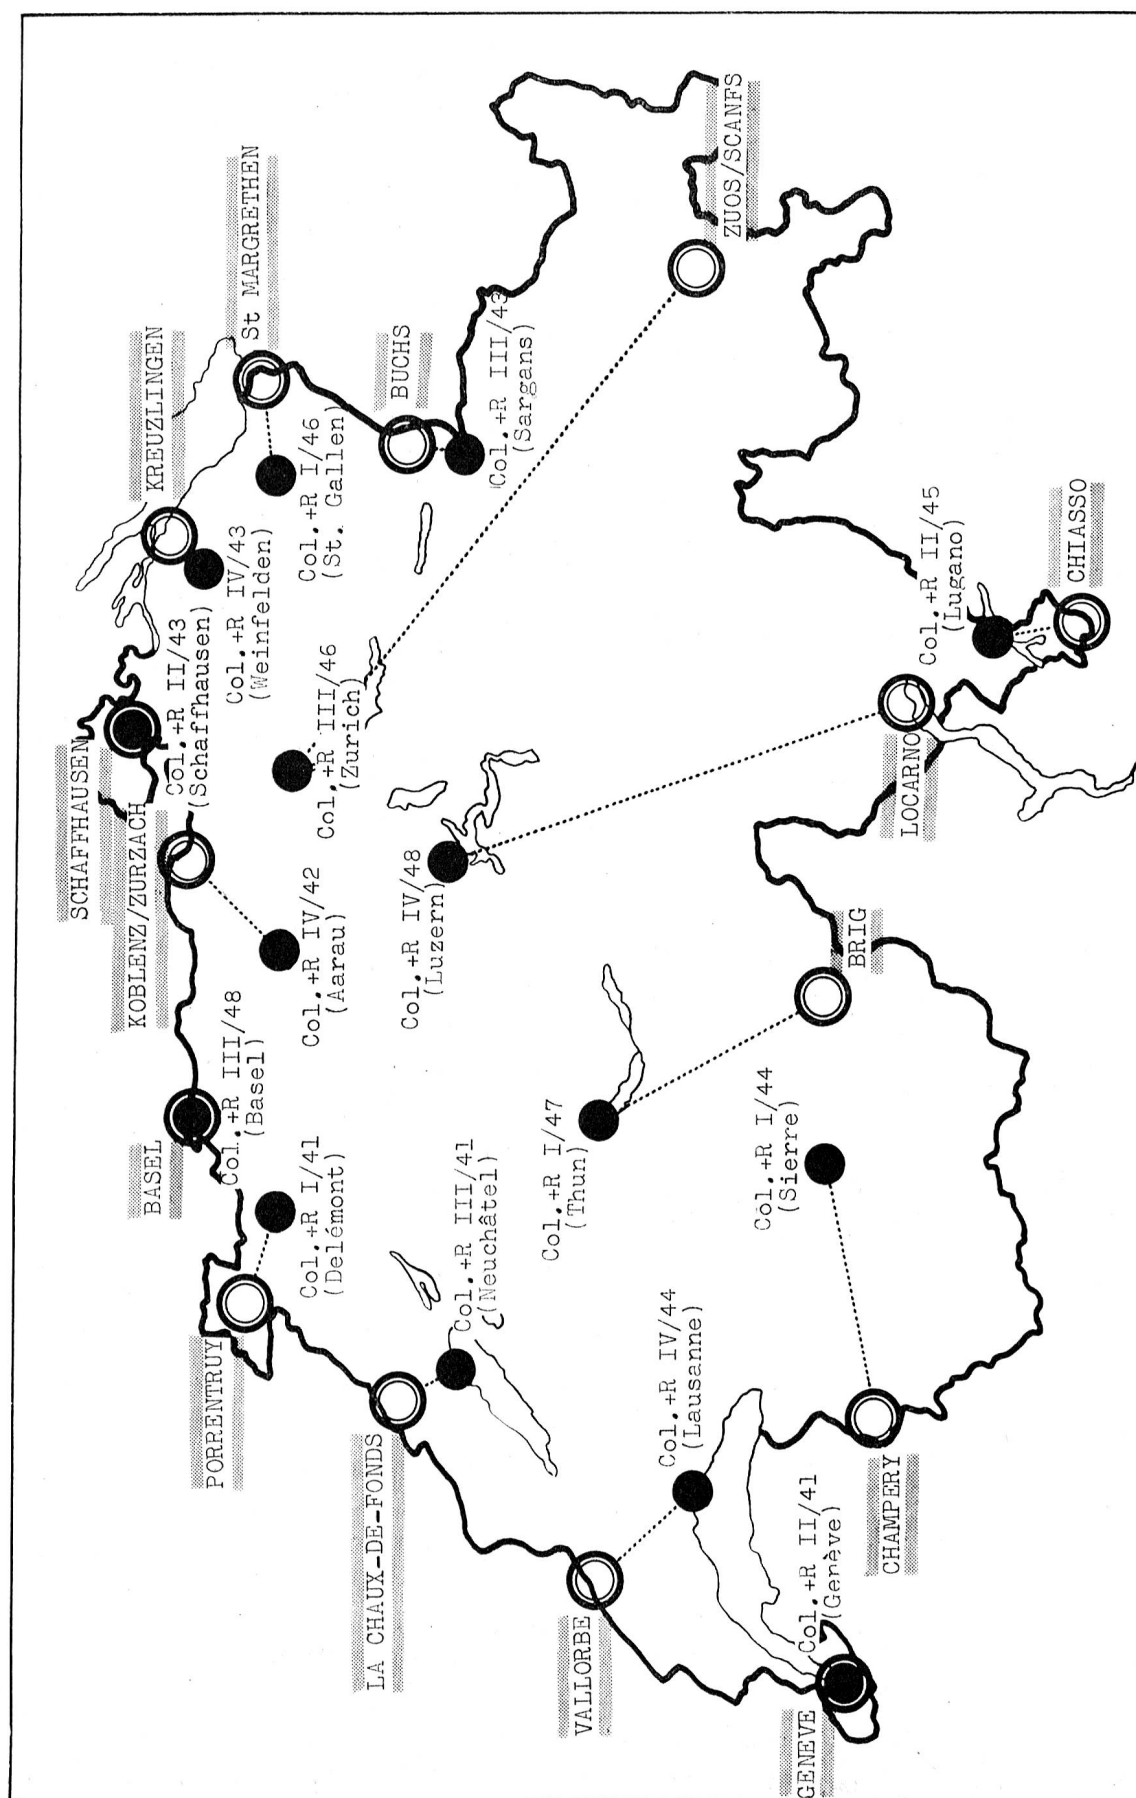 SCHAFFHAUSEN
KOBLENZ/ZURZACH
BASEL
PORRENTRUY
LA CHAUX-DE-FONDS
VALLORBE
GENEVE
CHAMPERY
BRIG
LOCARNO
CHIASSO
ZUOS/SCANFS
BUCHS
St MARGRETHEN
KREUZLINGEN
Col.+R II/43
(Schaffhausen)
Col.+R IV/43
(Weinfelden)
Col.+R I/46
(St. Gallen)
Col.+R III/43
(Sargans)
Col.+R III/46
(Zurich)
Col.+R IV/42
(Aarau)
Col.+R IV/48
(Luzern)
Col.+R III/48
(Basel)
Col.+R I/41
(Delémont)
Col.+R III/41
(Neuchâtel)
Col.+R I/47
(Thun)
Col.+R I/44
(Sierre)
Col.+R IV/44
(Lausanne)
Col.+R II/41
(Genève)
Col.+R II/45
(Lugano)